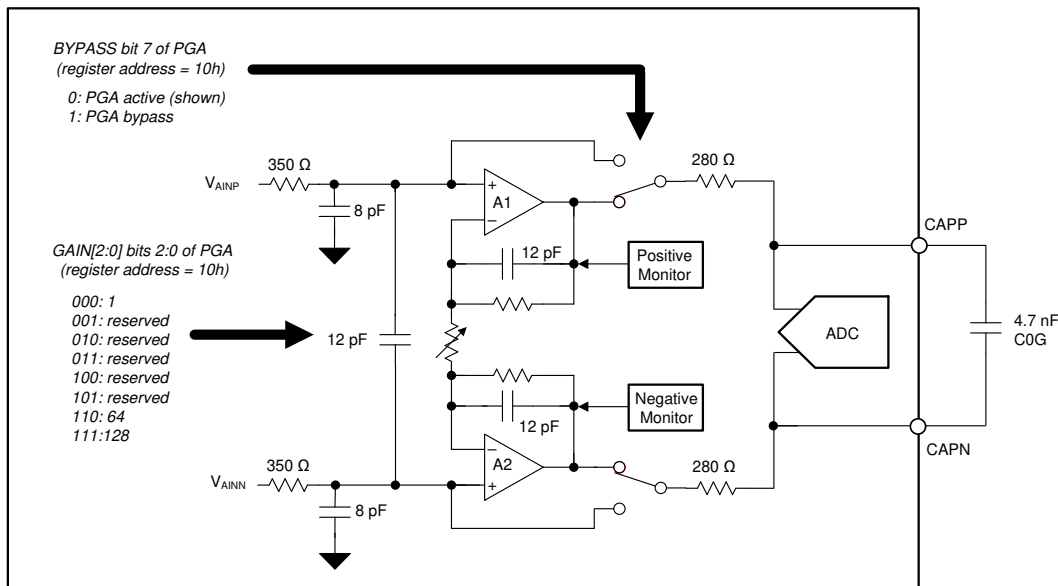 BYPASS bit 7 of PGA
(register address = 10h)
0: PGA active (shown)
1: PGA bypass
350 Ω
280 Ω
V_AINP
+
A1
8 pF
−
CAPP
GAIN[2:0] bits 2:0 of PGA
(register address = 10h)
12 pF
Positive
Monitor
000: 1
001: reserved
010: reserved
011: reserved
100: reserved
101: reserved
110: 64
111:128
12 pF
ADC
4.7 nF
C0G
Negative
Monitor
12 pF
−
CAPN
A2
350 Ω
280 Ω
V_AINN
+
8 pF